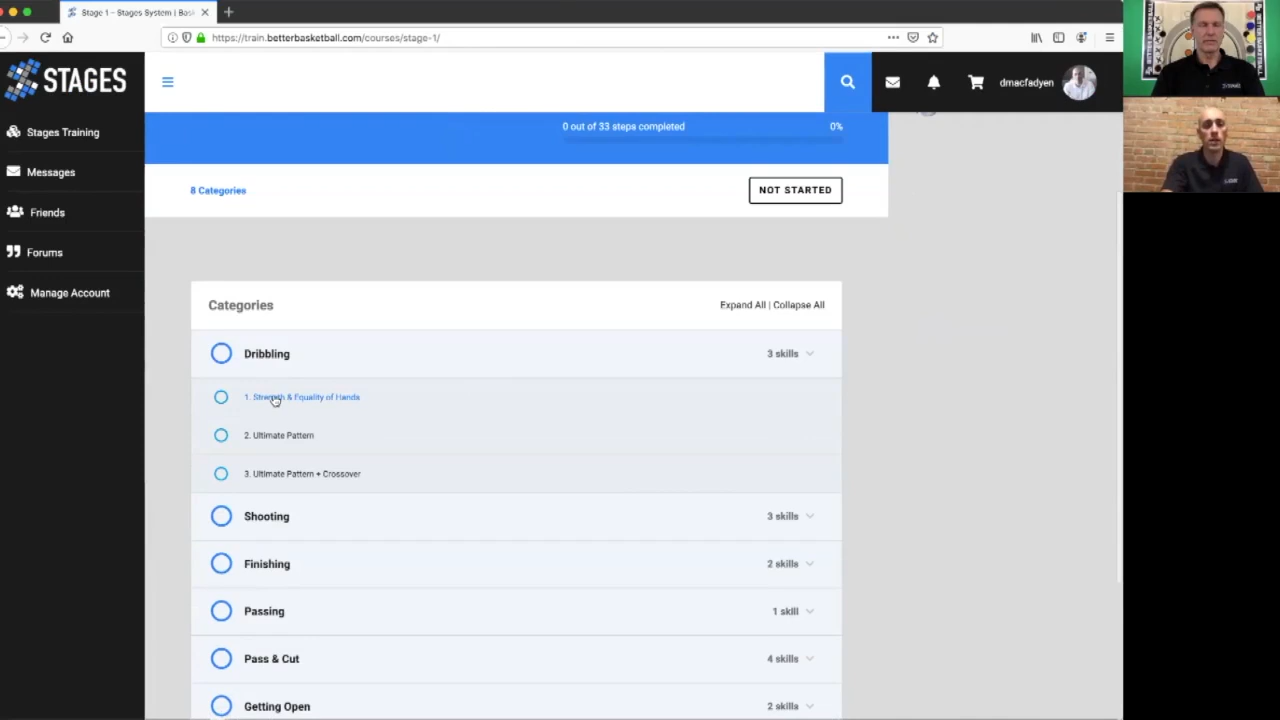 Stage 1 – Stages System | Bask
https://train.betterbasketball.com/courses/stage-1/
STAGES
dmacfadyen
Stages Training
Messages
Friends
Forums
Manage Account
0 out of 33 steps completed
0%
8 Categories
NOT STARTED
Categories
Expand All | Collapse All
Dribbling
3 skills
1. Strength & Equality of Hands
2. Ultimate Pattern
3. Ultimate Pattern + Crossover
Shooting
3 skills
Finishing
2 skills
Passing
1 skill
Pass & Cut
4 skills
Getting Open
2 skills